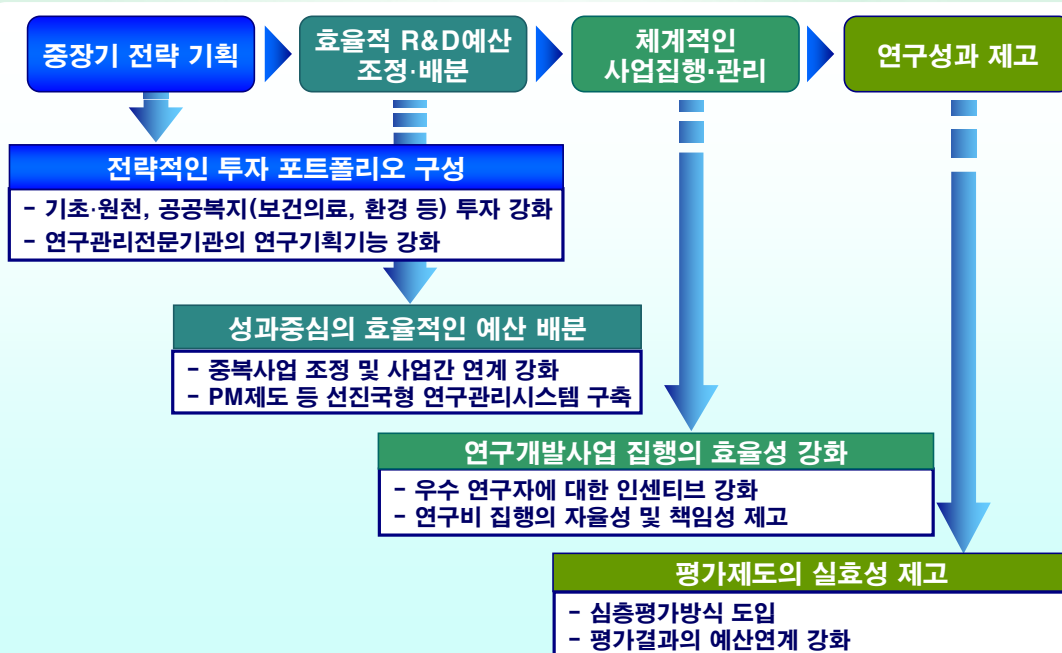 중장기 전략 기획
효율적 R&D예산
조정·배분
체계적인
사업집행·관리
연구성과 제고
전략적인 투자 포트폴리오 구성
- 기초·원천, 공공복지(보건의료, 환경 등) 투자 강화
- 연구관리전문기관의 연구기획기능 강화
성과중심의 효율적인 예산 배분
- 중복사업 조정 및 사업간 연계 강화
- PM제도 등 선진국형 연구관리시스템 구축
연구개발사업 집행의 효율성 강화
- 우수 연구자에 대한 인센티브 강화
- 연구비 집행의 자율성 및 책임성 제고
평가제도의 실효성 제고
- 심층평가방식 도입
- 평가결과의 예산연계 강화